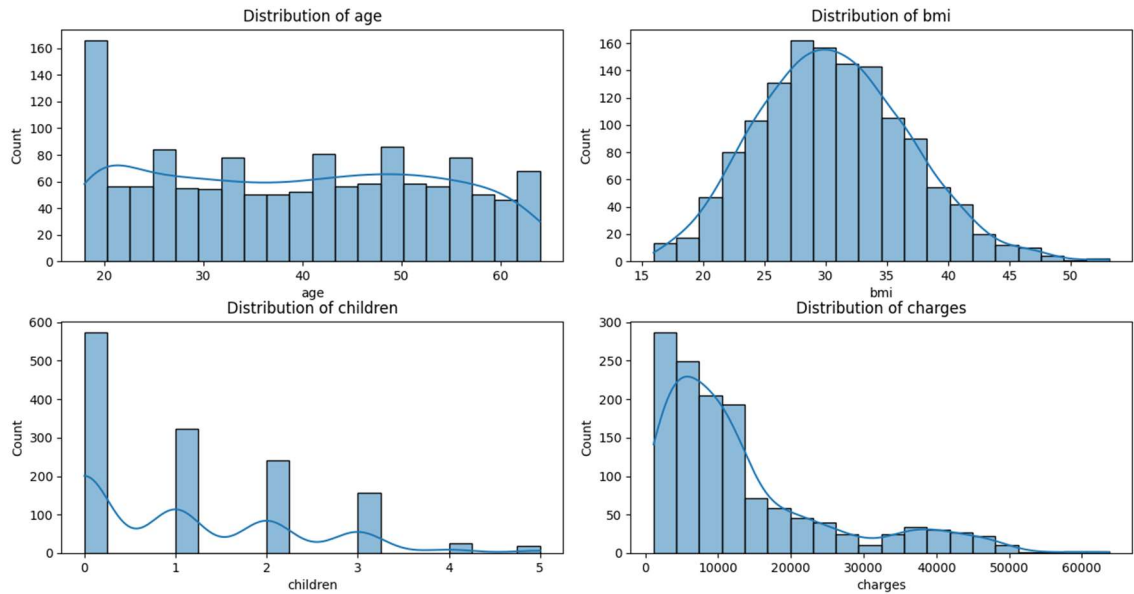 Distribution of age
160
140
120
100
80
60
40
20
0
Count
20 30 40 50 60
age
Distribution of bmi
160
140
120
100
80
60
40
20
0
Count
15 20 25 30 35 40 45 50
bmi
Distribution of children
600
500
400
300
200
100
0
Count
0 1 2 3 4 5
children
Distribution of charges
300
250
200
150
100
50
0
Count
0 10000 20000 30000 40000 50000 60000
charges